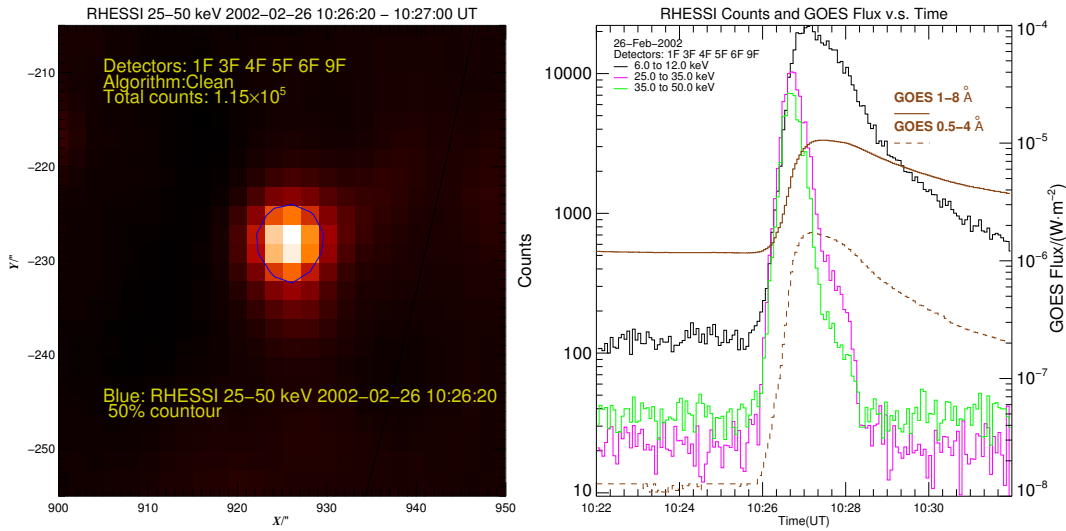 RHESSI 25-50 keV 2002-02-26 10:26:20 - 10:27:00 UT
Detectors: 1F 3F 4F 5F 6F 9F
Algorithm:Clean
Total counts: 1.15×10⁵
Blue: RHESSI 25-50 keV 2002-02-26 10:26:20
50% countour
-210
-220
-230
-240
-250
Y/"
900
910
920
930
940
950
X/"
RHESSI Counts and GOES Flux v.s. Time
26-Feb-2002
Detectors: 1F 3F 4F 5F 6F 9F
6.0 to 12.0 keV
25.0 to 35.0 keV
35.0 to 50.0 keV
GOES 1-8 Å
GOES 0.5-4 Å
10000
1000
100
10
Counts
10⁻⁴
10⁻⁵
10⁻⁶
10⁻⁷
10⁻⁸
GOES Flux/(W·m⁻²)
10:22
10:24
10:26
10:28
10:30
Time(UT)